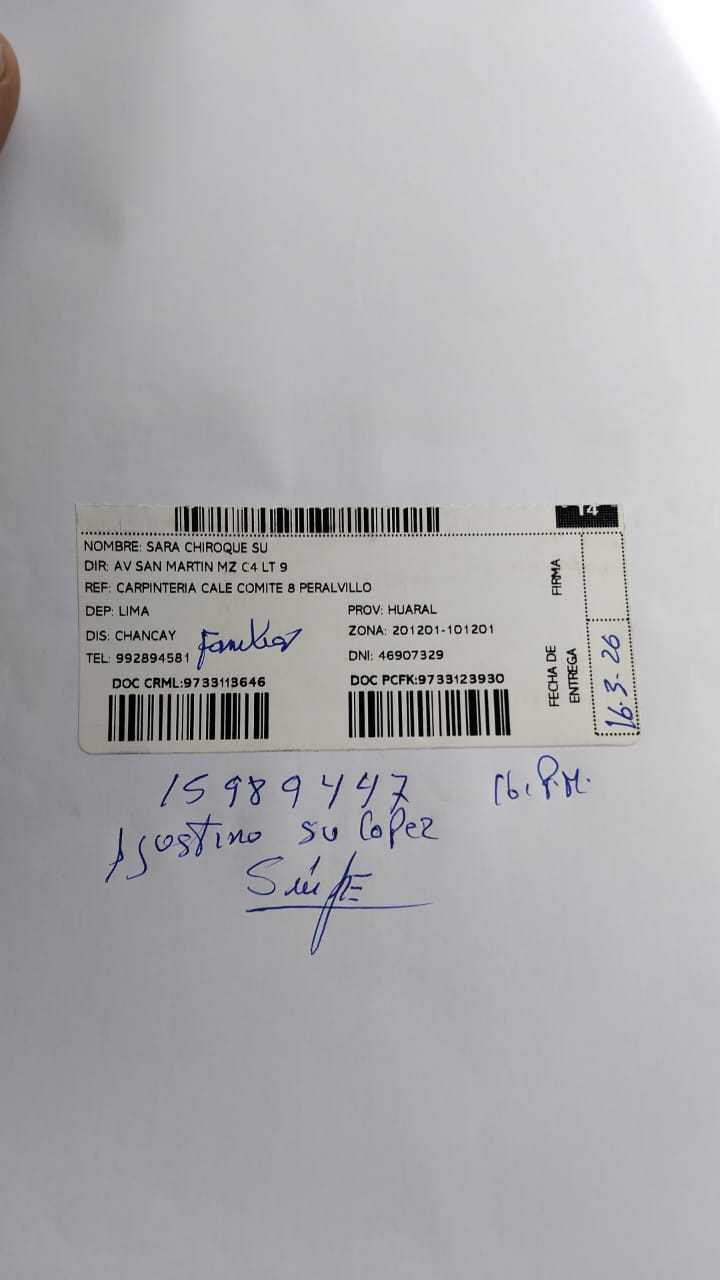 14
NOMBRE: SARA CHIROQUE SU
DIR: AV SAN MARTIN MZ C4 LT 9
REF: CARPINTERIA CALE COMITE 8 PERALVILLO
DEP: LIMA PROV: HUARAL
DIS: CHANCAY ZONA: 201201-101201
TEL: 992894581 DNI: 46907329
DOC CRML:9733113646 DOC PCFK:9733123930
FIRMA
FECHA DE
ENTREGA
16-3-26
15989447
Agostino Su Lopez